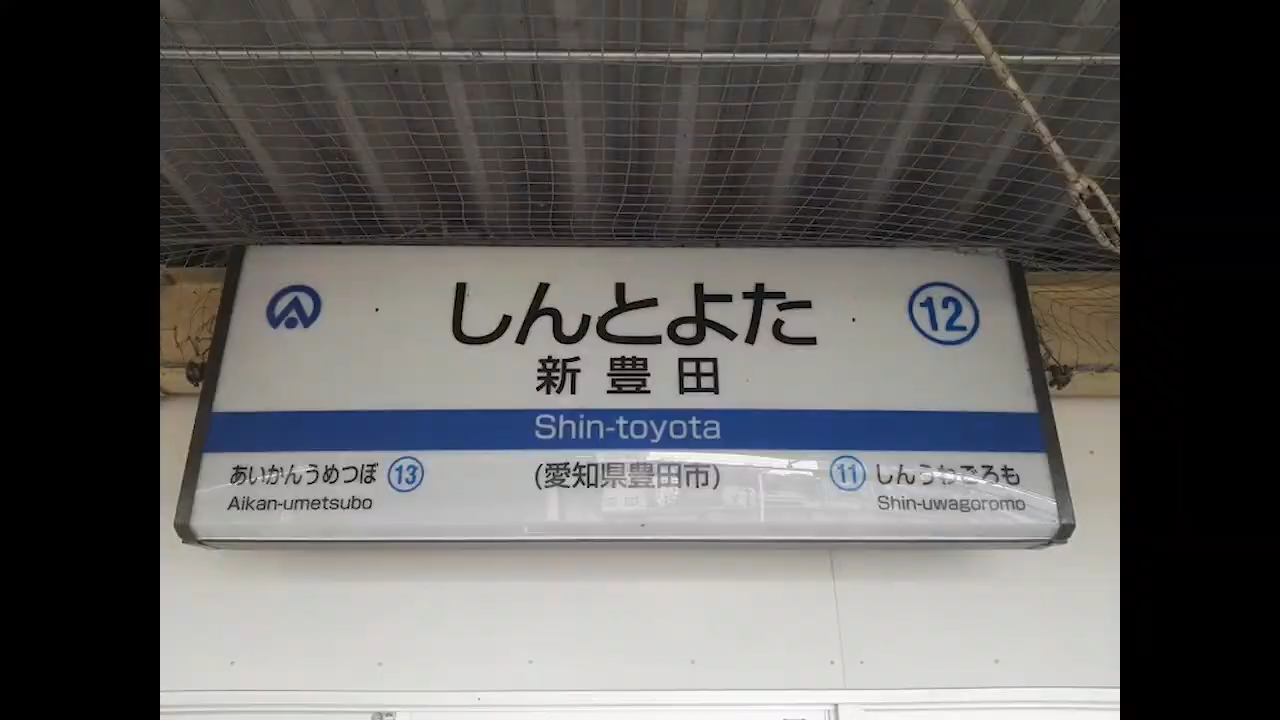 しんとよた
12
新豊田
Shin-toyota
あいかんうめつぼ 13
Aikan-umetsubo
(愛知県豊田市)
11 しんうわごろも
Shin-uwagoromo